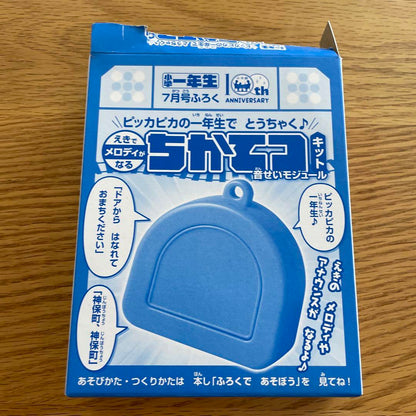 小学一年生
7月号ふろく
100th
ANNIVERSARY
ピッカピカの一年生で とうちゃく♪
えきで
メロディが
なる
ちかてつ
キット
音せいモジュール
「ドアから はなれて
おまちください」
ピッカピカの
一年生♪
「神保町、
神保町」
えきの メロディや
アナウンスが なるよ♪
あそびかた・つくりかたは 本し「ふろくで あそぼう」を 見てね!